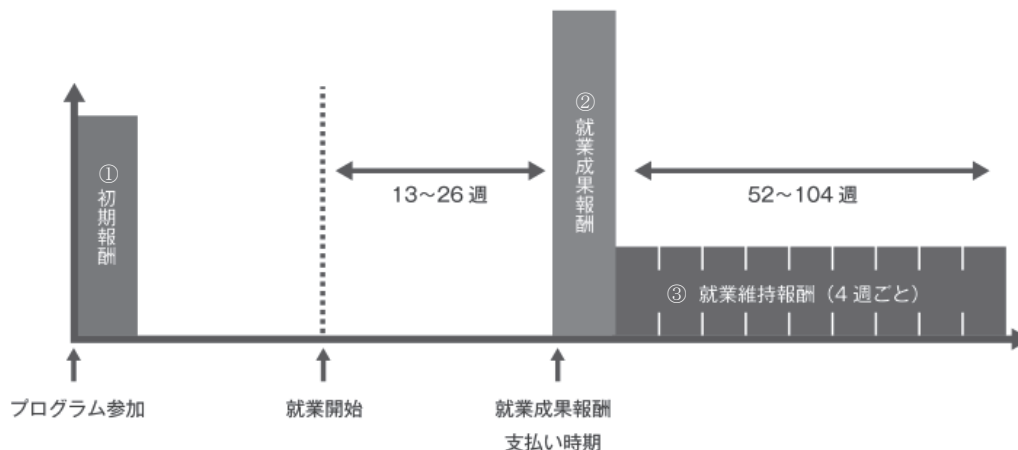 ① 初期報酬
② 就業成果報酬
13～26 週
52～104 週
③ 就業維持報酬（4 週ごと）
プログラム参加
就業開始
就業成果報酬
支払い時期